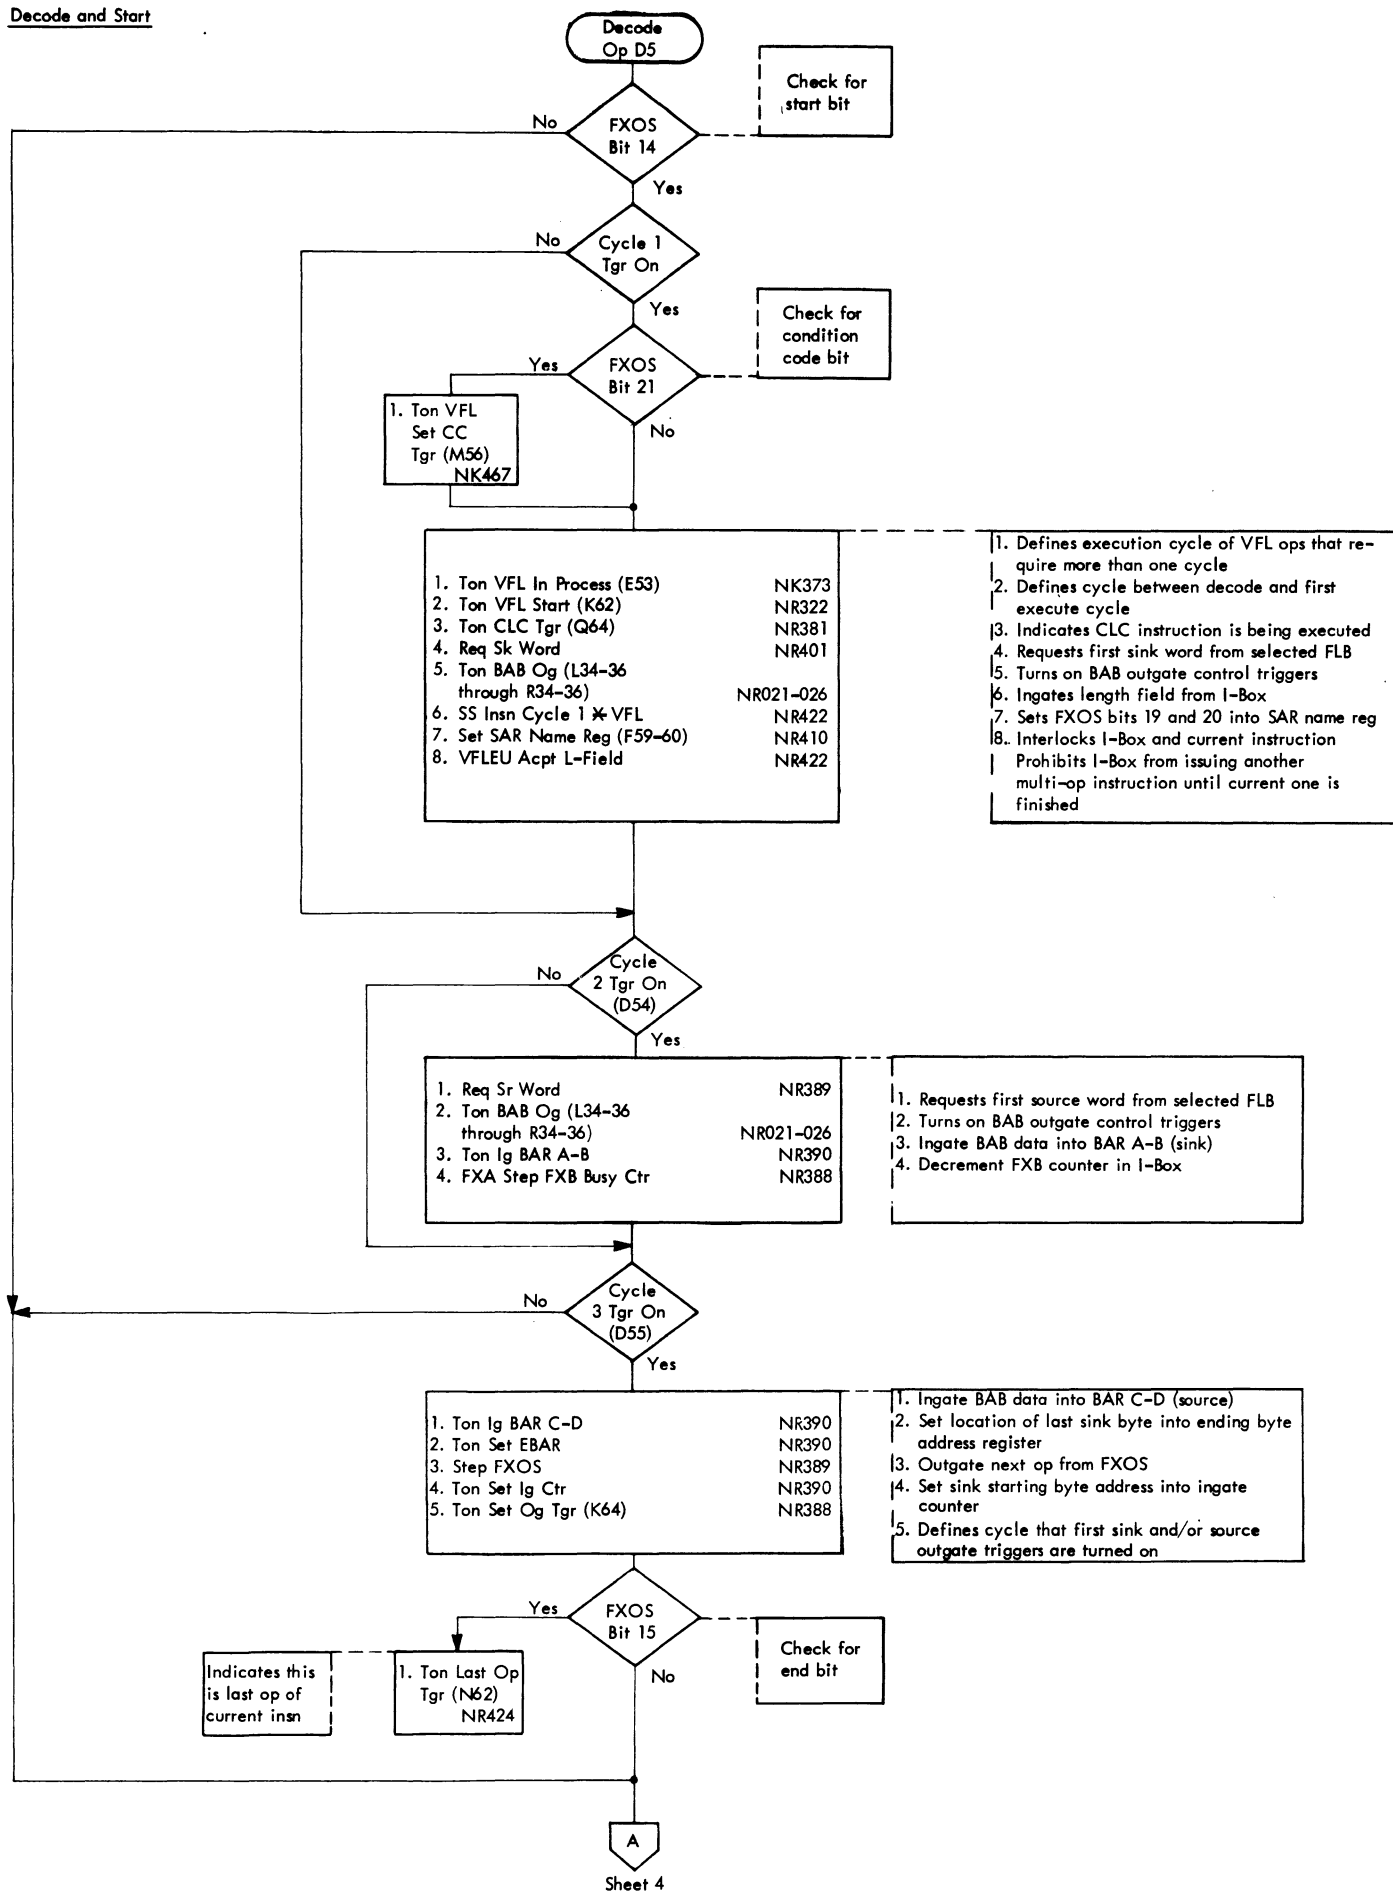 Decode and Start
Decode
Op D5
Check for
start bit
No
FXOS
Bit 14
Yes
No
Cycle 1
Tgr On
Yes
Check for
condition
code bit
Yes
FXOS
Bit 21
No
1. Ton VFL
Set CC
Tgr (M56)
NK467
1. Ton VFL In Process (E53) NK373
2. Ton VFL Start (K62) NR322
3. Ton CLC Tgr (Q64) NR381
4. Req Sk Word NR401
5. Ton BAB Og (L34-36
through R34-36) NR021-026
6. SS Insn Cycle 1 ⁎ VFL NR422
7. Set SAR Name Reg (F59-60) NR410
8. VFLEU Acpt L-Field NR422
1. Defines execution cycle of VFL ops that re-
quire more than one cycle
2. Defines cycle between decode and first
execute cycle
3. Indicates CLC instruction is being executed
4. Requests first sink word from selected FLB
5. Turns on BAB outgate control triggers
6. Ingates length field from I-Box
7. Sets FXOS bits 19 and 20 into SAR name reg
8. Interlocks I-Box and current instruction
Prohibits I-Box from issuing another
multi-op instruction until current one is
finished
No
Cycle
2 Tgr On
(D54)
Yes
1. Req Sr Word NR389
2. Ton BAB Og (L34-36
through R34-36) NR021-026
3. Ton Ig BAR A-B NR390
4. FXA Step FXB Busy Ctr NR388
1. Requests first source word from selected FLB
2. Turns on BAB outgate control triggers
3. Ingate BAB data into BAR A-B (sink)
4. Decrement FXB counter in I-Box
No
Cycle
3 Tgr On
(D55)
Yes
1. Ton Ig BAR C-D NR390
2. Ton Set EBAR NR390
3. Step FXOS NR389
4. Ton Set Ig Ctr NR390
5. Ton Set Og Tgr (K64) NR388
1. Ingate BAB data into BAR C-D (source)
2. Set location of last sink byte into ending byte
address register
3. Outgate next op from FXOS
4. Set sink starting byte address into ingate
counter
5. Defines cycle that first sink and/or source
outgate triggers are turned on
Yes
FXOS
Bit 15
No
Check for
end bit
Indicates this
is last op of
current insn
1. Ton Last Op
Tgr (N62)
NR424
A
Sheet 4